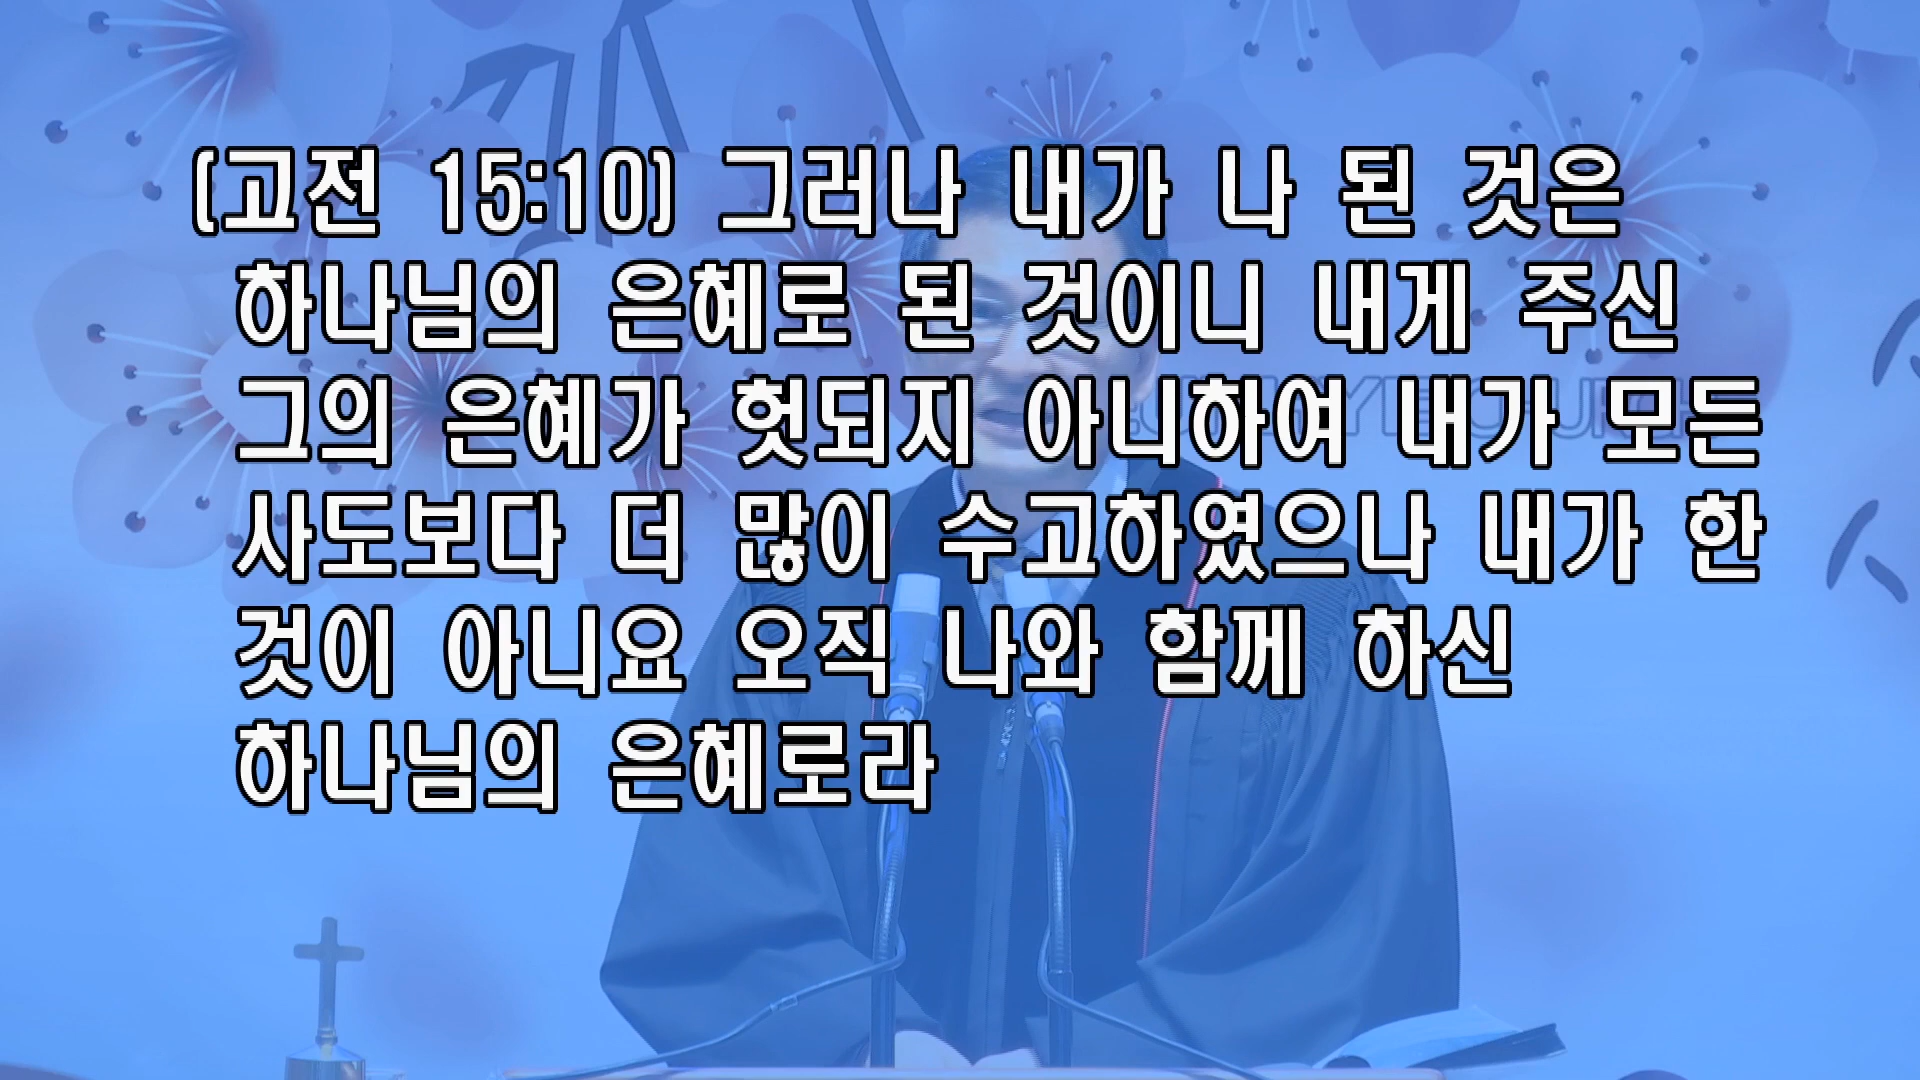 (고전 15:10) 그러나 내가 나 된 것은
하나님의 은혜로 된 것이니 내게 주신
그의 은혜가 헛되지 아니하여 내가 모든
사도보다 더 많이 수고하였으나 내가 한
것이 아니요 오직 나와 함께 하신
하나님의 은혜로라